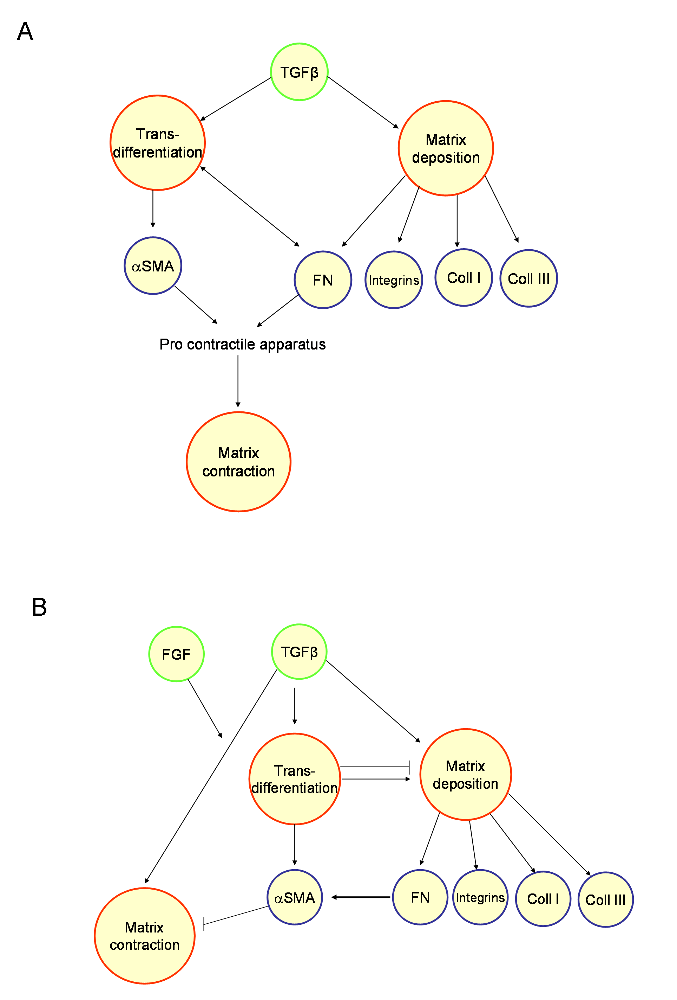 A
TGFβ
Trans-
differentiation
Matrix
deposition
αSMA
FN
Integrins
Coll I
Coll III
Pro contractile apparatus
Matrix
contraction
B
FGF
TGFβ
Trans-
differentiation
Matrix
deposition
αSMA
FN
Integrins
Coll I
Coll III
Matrix
contraction